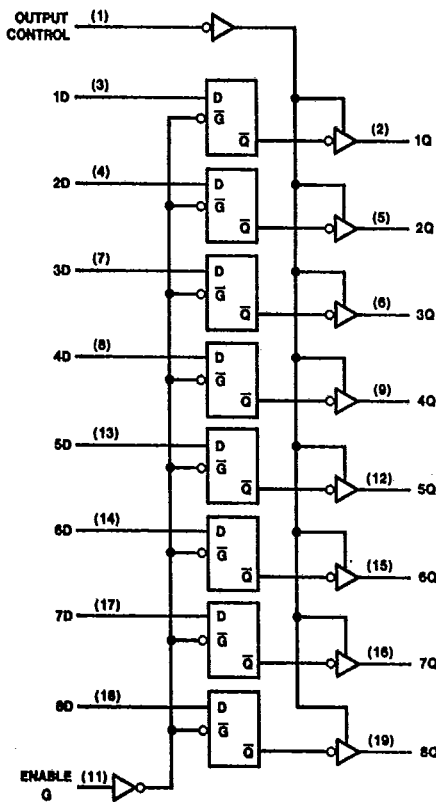 OUTPUT CONTROL (1)
1D (3) D
G̅
Q̅ (2) 1Q
2D (4) D
G̅
Q̅ (5) 2Q
3D (7) D
G̅
Q̅ (6) 3Q
4D (8) D
G̅
Q̅ (9) 4Q
5D (13) D
G̅
Q̅ (12) 5Q
6D (14) D
G̅
Q̅ (15) 6Q
7D (17) D
G̅
Q̅ (16) 7Q
8D (18) D
G̅
Q̅ (19) 8Q
ENABLE G (11)